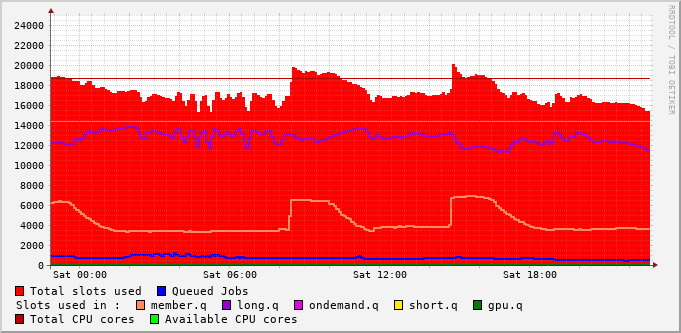 RRDTOOL / TOBI OETIKER
24000
22000
20000
18000
16000
14000
12000
10000
8000
6000
4000
2000
0
Sat 00:00 Sat 06:00 Sat 12:00 Sat 18:00
Total slots used Queued Jobs
Slots used in : member.q long.q ondemand.q short.q gpu.q
Total CPU cores Available CPU cores